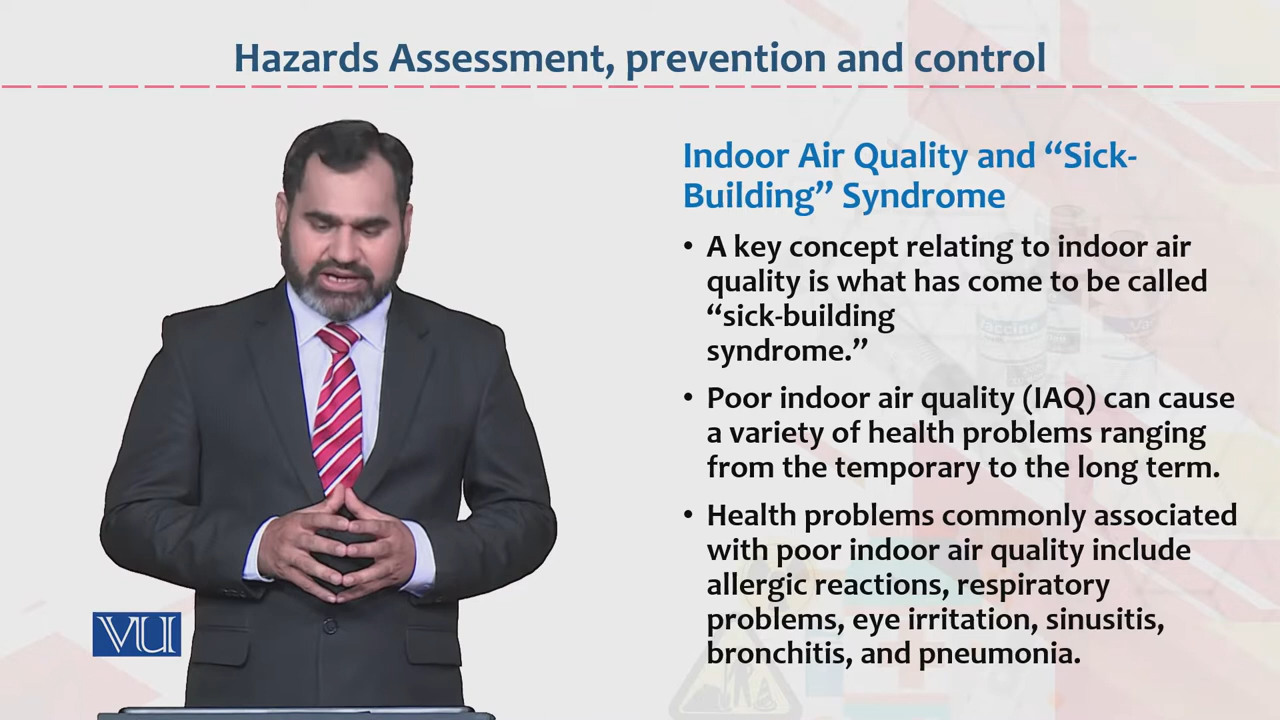 Hazards Assessment, prevention and control
Indoor Air Quality and “Sick-
Building” Syndrome
• A key concept relating to indoor air
quality is what has come to be called
“sick-building
syndrome.”
• Poor indoor air quality (IAQ) can cause
a variety of health problems ranging
from the temporary to the long term.
• Health problems commonly associated
with poor indoor air quality include
allergic reactions, respiratory
problems, eye irritation, sinusitis,
bronchitis, and pneumonia.
VU
vaccine